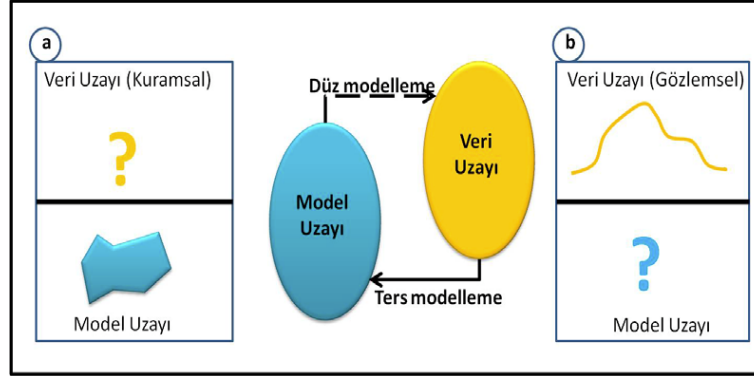 a
Veri Uzayı (Kuramsal)
?
Model Uzayı
Düz modelleme
Model
Uzayı
Veri
Uzayı
Ters modelleme
b
Veri Uzayı (Gözlemsel)
?
Model Uzayı